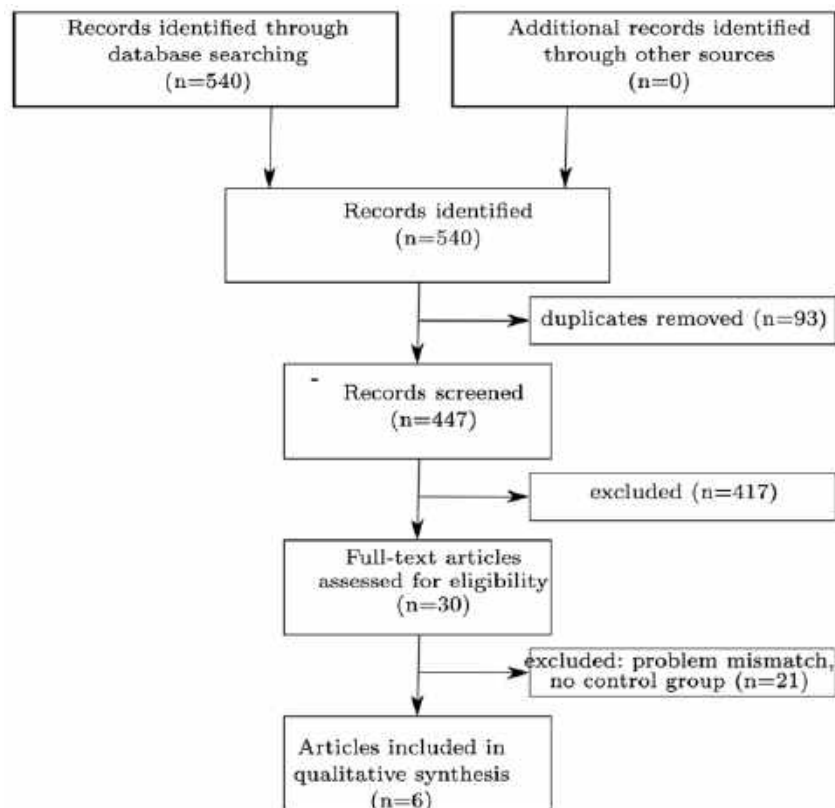 Records identified through
database searching
(n=540)
Additional records identified
through other sources
(n=0)
Records identified
(n=540)
duplicates removed (n=93)
Records screened
(n=447)
excluded (n=417)
Full-text articles
assessed for eligibility
(n=30)
excluded: problem mismatch,
no control group (n=21)
Articles included in
qualitative synthesis
(n=6)